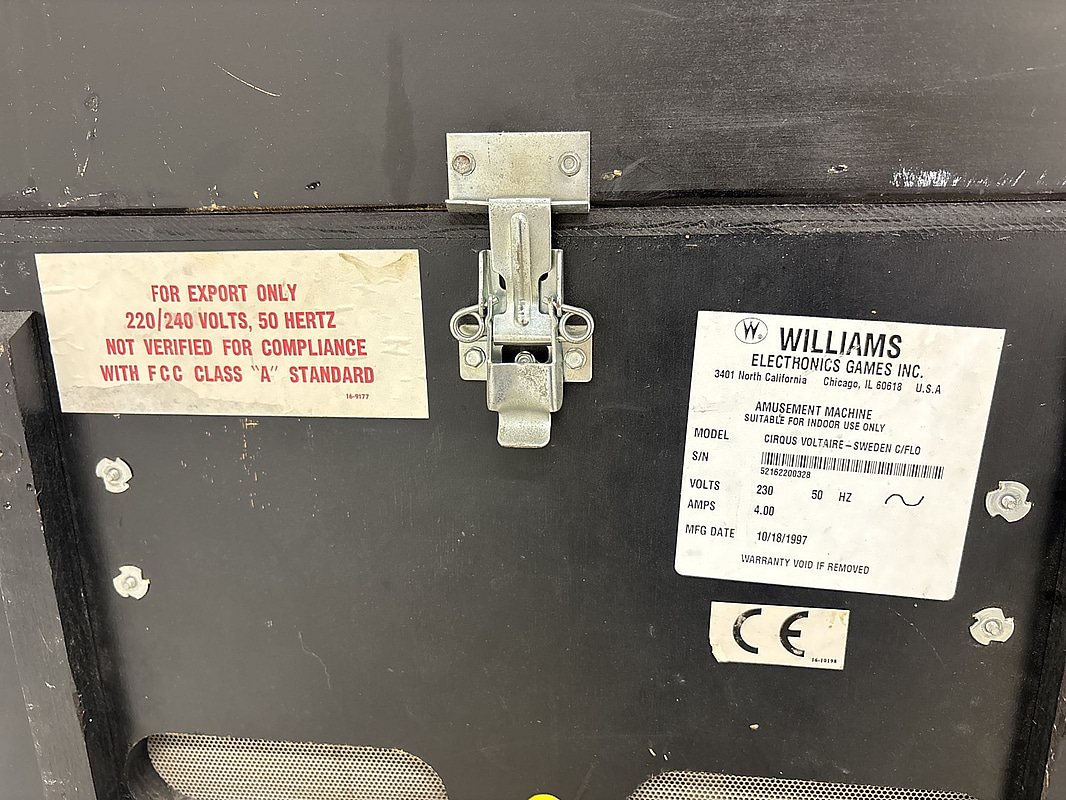 FOR EXPORT ONLY
220/240 VOLTS, 50 HERTZ
NOT VERIFIED FOR COMPLIANCE
WITH FCC CLASS "A" STANDARD
16-9177
W ®
WILLIAMS
ELECTRONICS GAMES INC.
3401 North California Chicago, IL 60618 U.S.A
AMUSEMENT MACHINE
SUITABLE FOR INDOOR USE ONLY
MODEL CIRQUS VOLTAIRE-SWEDEN C/FLO
S/N
52162200328
VOLTS 230 50 HZ
AMPS 4.00
MFG DATE 10/18/1997
WARRANTY VOID IF REMOVED
CE
16-10198